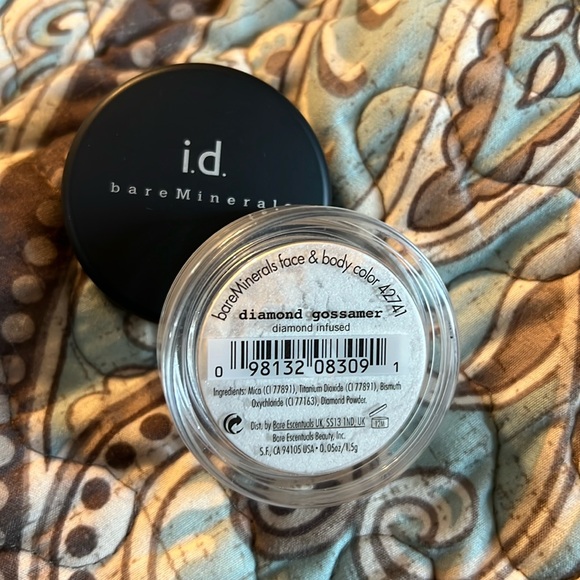 i.d.
bareMinerals
bareMinerals face & body color 42741
diamond gossamer
diamond infused
0 98132 08309 1
Ingredients: Mica (CI 77891), Titanium Dioxide (CI 77891), Bismuth
Oxychloride (CI 77163), Diamond Powder.
Dist. by Bare Escentuals UK, SS13 1ND, UK
Bare Escentuals Beauty, Inc.
S.F., CA 94105 USA • 0.05oz/1.5g
12M